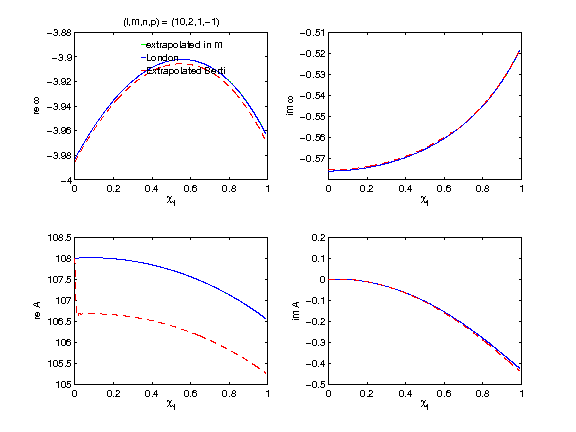 (l,m,n,p) = (10,2,1,−1)
−3.88
−3.9
−3.92
−3.94
−3.96
−3.98
−4
re ω
0 0.2 0.4 0.6 0.8 1
χf
extrapolated in m
London
Extrapolated Berti
−0.51
−0.52
−0.53
−0.54
−0.55
−0.56
−0.57
im ω
0 0.2 0.4 0.6 0.8 1
χf
108.5
108
107.5
107
106.5
106
105.5
105
re A
0 0.2 0.4 0.6 0.8 1
χf
0.2
0.1
0
−0.1
−0.2
−0.3
−0.4
−0.5
im A
0 0.2 0.4 0.6 0.8 1
χf